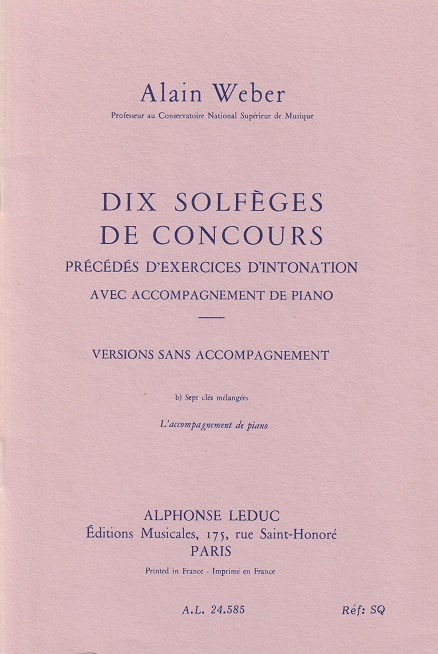 Alain Weber
Professeur au Conservatoire National Supérieur de Musique
DIX SOLFÈGES
DE CONCOURS
PRÉCÉDÉS D'EXERCICES D'INTONATION
AVEC ACCOMPAGNEMENT DE PIANO
VERSIONS SANS ACCOMPAGNEMENT
b) Sept clés mélangées
L'accompagnement de piano
ALPHONSE LEDUC
Éditions Musicales, 175, rue Saint-Honoré
PARIS
Printed in France - Imprimé en France
A.L. 24.585
Réf: SQ